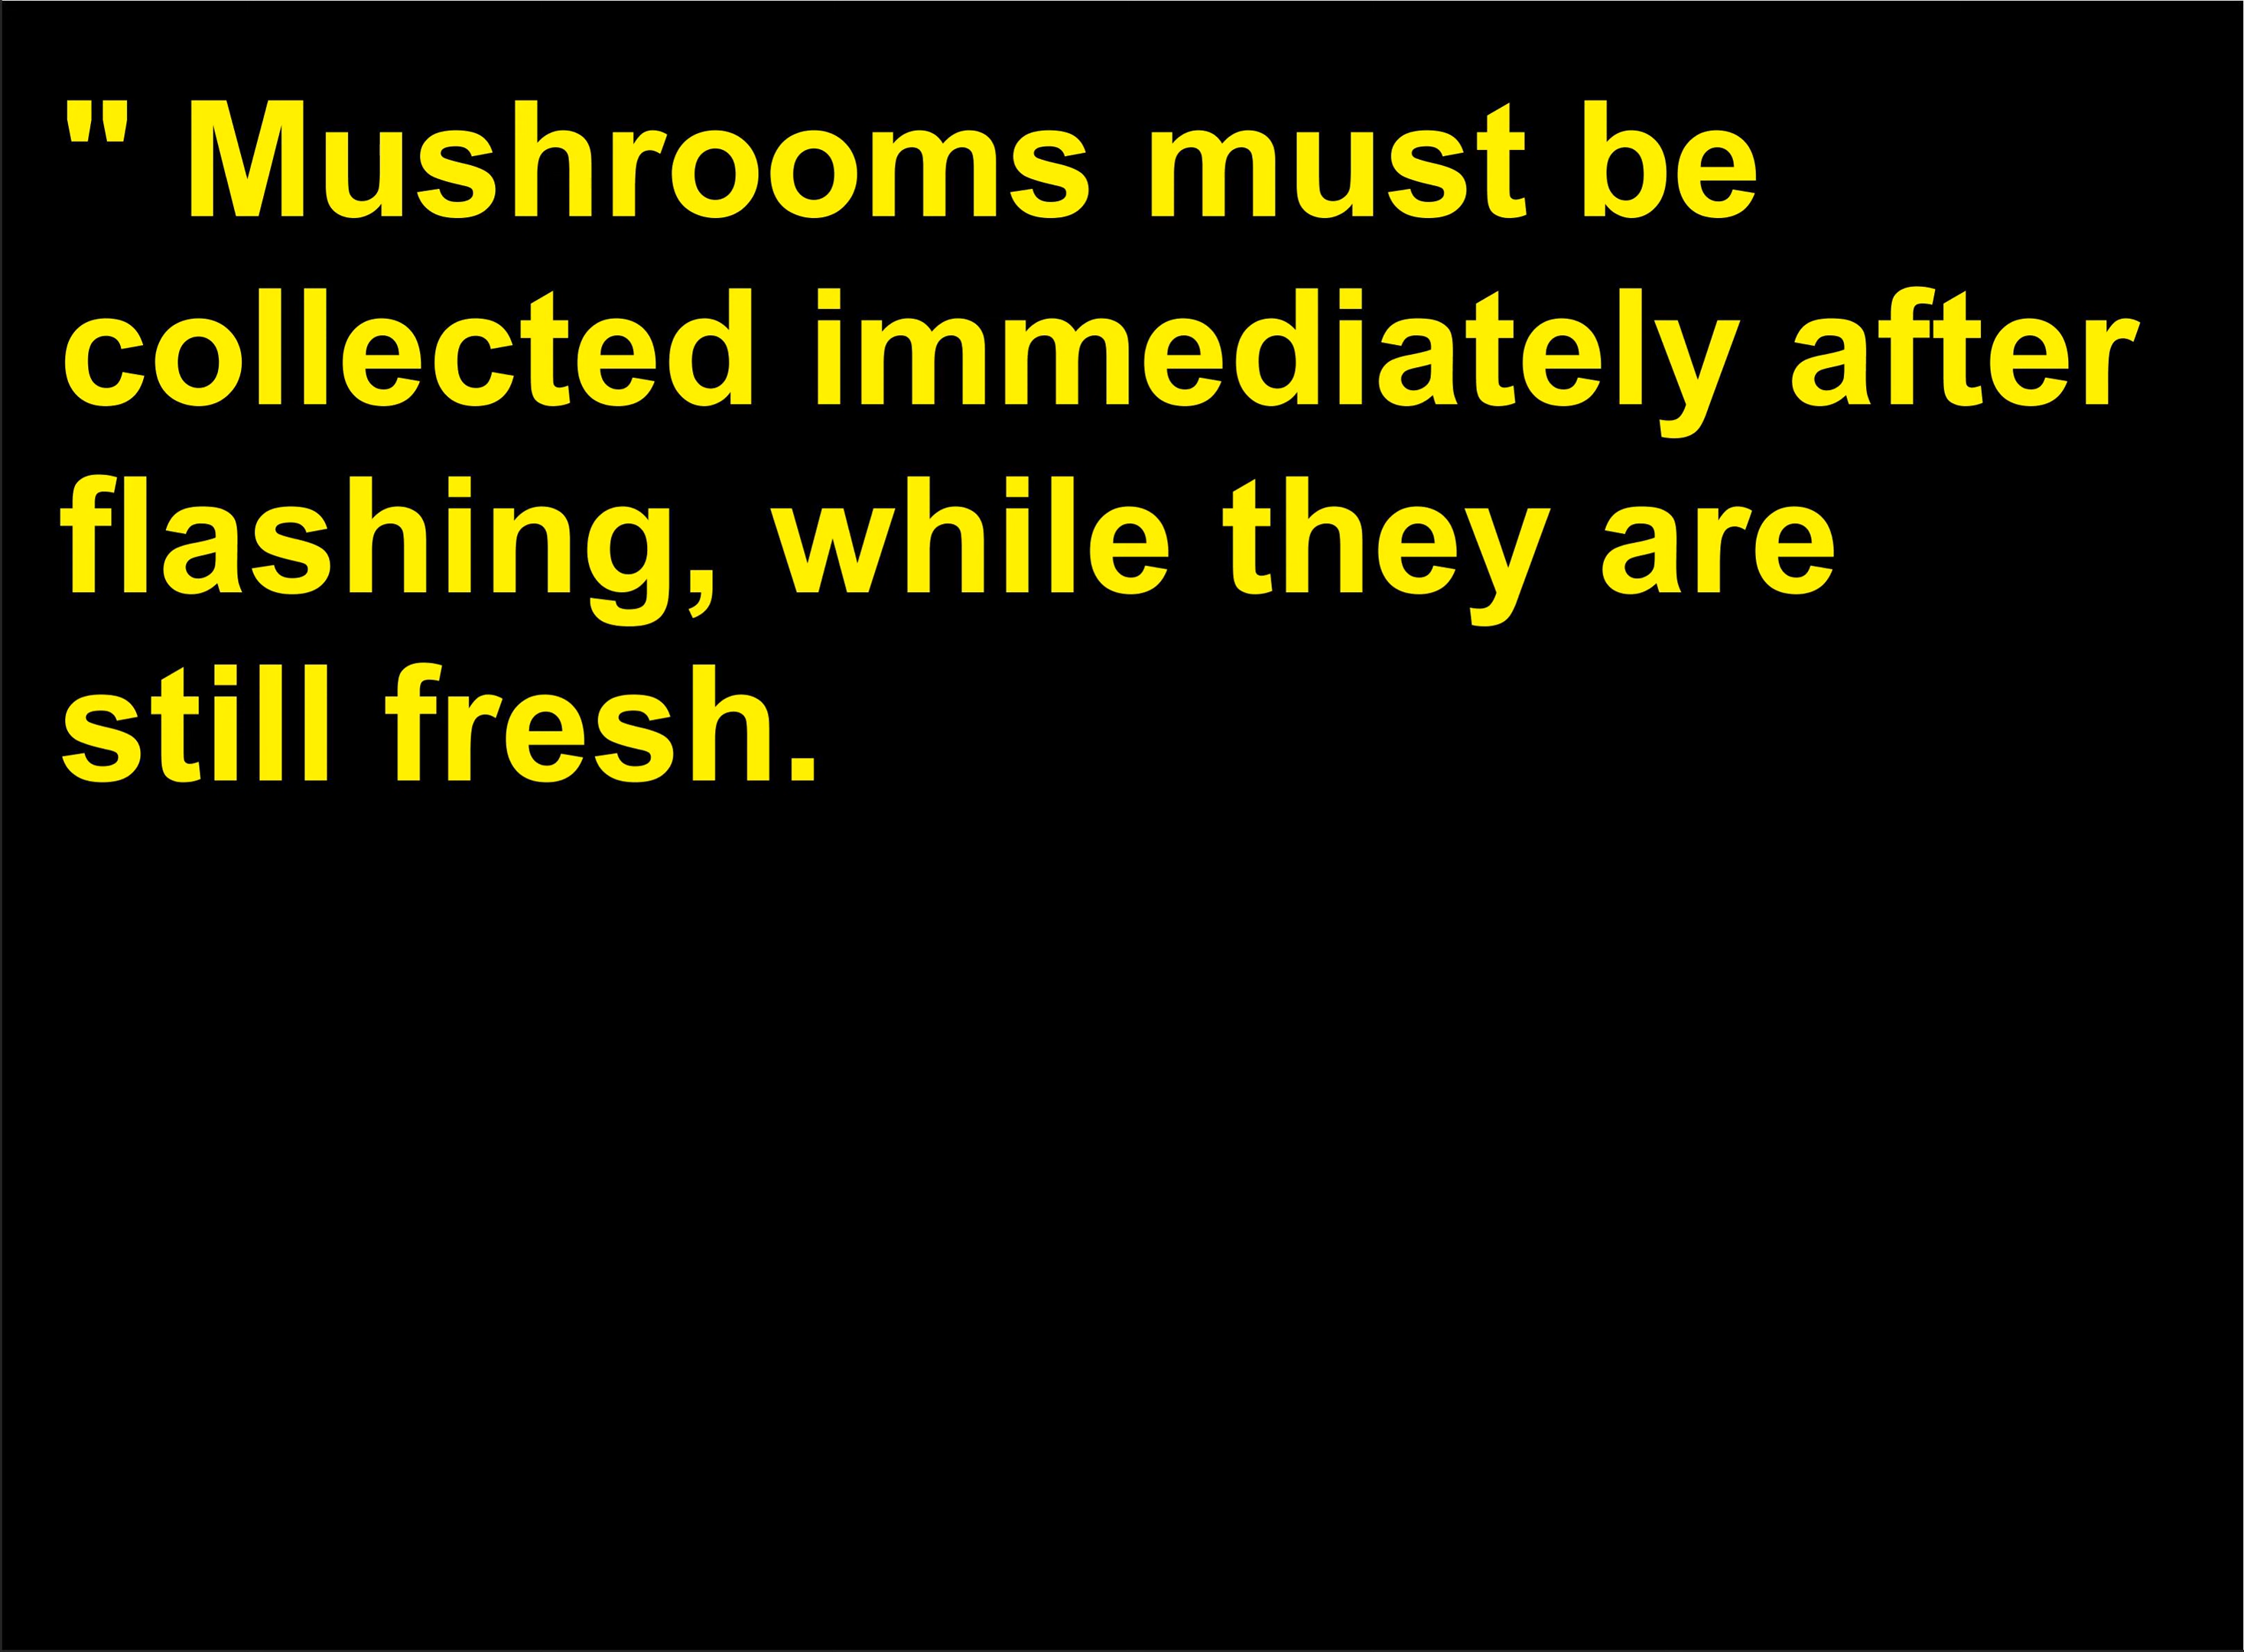 " Mushrooms must be
collected immediately after
flashing, while they are
still fresh.